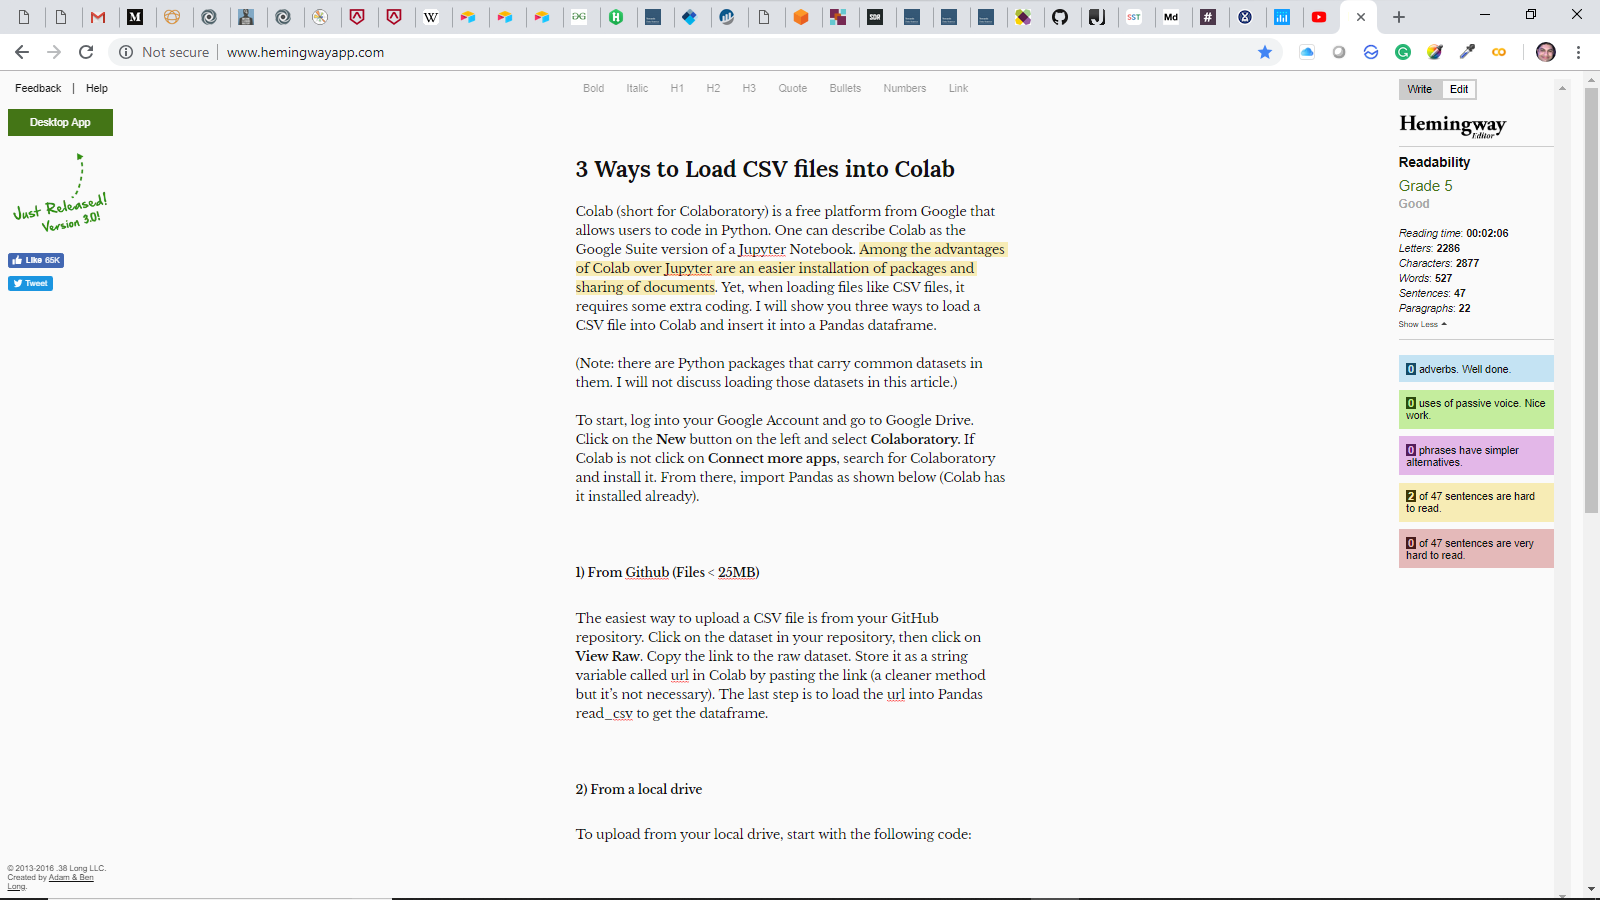 M
W
GG
H
SDR
J
SST
Md
#
Not secure | www.hemingwayapp.com
Feedback | Help
Bold Italic H1 H2 H3 Quote Bullets Numbers Link
Write Edit
Desktop App
Just Released!
Version 3.0!
Like 65K
Tweet
3 Ways to Load CSV files into Colab
Colab (short for Colaboratory) is a free platform from Google that
allows users to code in Python. One can describe Colab as the
Google Suite version of a Jupyter Notebook. Among the advantages
of Colab over Jupyter are an easier installation of packages and
sharing of documents. Yet, when loading files like CSV files, it
requires some extra coding. I will show you three ways to load a
CSV file into Colab and insert it into a Pandas dataframe.
(Note: there are Python packages that carry common datasets in
them. I will not discuss loading those datasets in this article.)
To start, log into your Google Account and go to Google Drive.
Click on the New button on the left and select Colaboratory. If
Colab is not click on Connect more apps, search for Colaboratory
and install it. From there, import Pandas as shown below (Colab has
it installed already).
1) From Github (Files < 25MB)
The easiest way to upload a CSV file is from your GitHub
repository. Click on the dataset in your repository, then click on
View Raw. Copy the link to the raw dataset. Store it as a string
variable called url in Colab by pasting the link (a cleaner method
but it’s not necessary). The last step is to load the url into Pandas
read_csv to get the dataframe.
2) From a local drive
To upload from your local drive, start with the following code:
Hemingway
Editor
Readability
Grade 5
Good
Reading time: 00:02:06
Letters: 2286
Characters: 2877
Words: 527
Sentences: 47
Paragraphs: 22
Show Less
0 adverbs. Well done.
0 uses of passive voice. Nice
work.
0 phrases have simpler
alternatives.
2 of 47 sentences are hard
to read.
0 of 47 sentences are very
hard to read.
© 2013-2016 .38 Long LLC.
Created by Adam & Ben
Long.